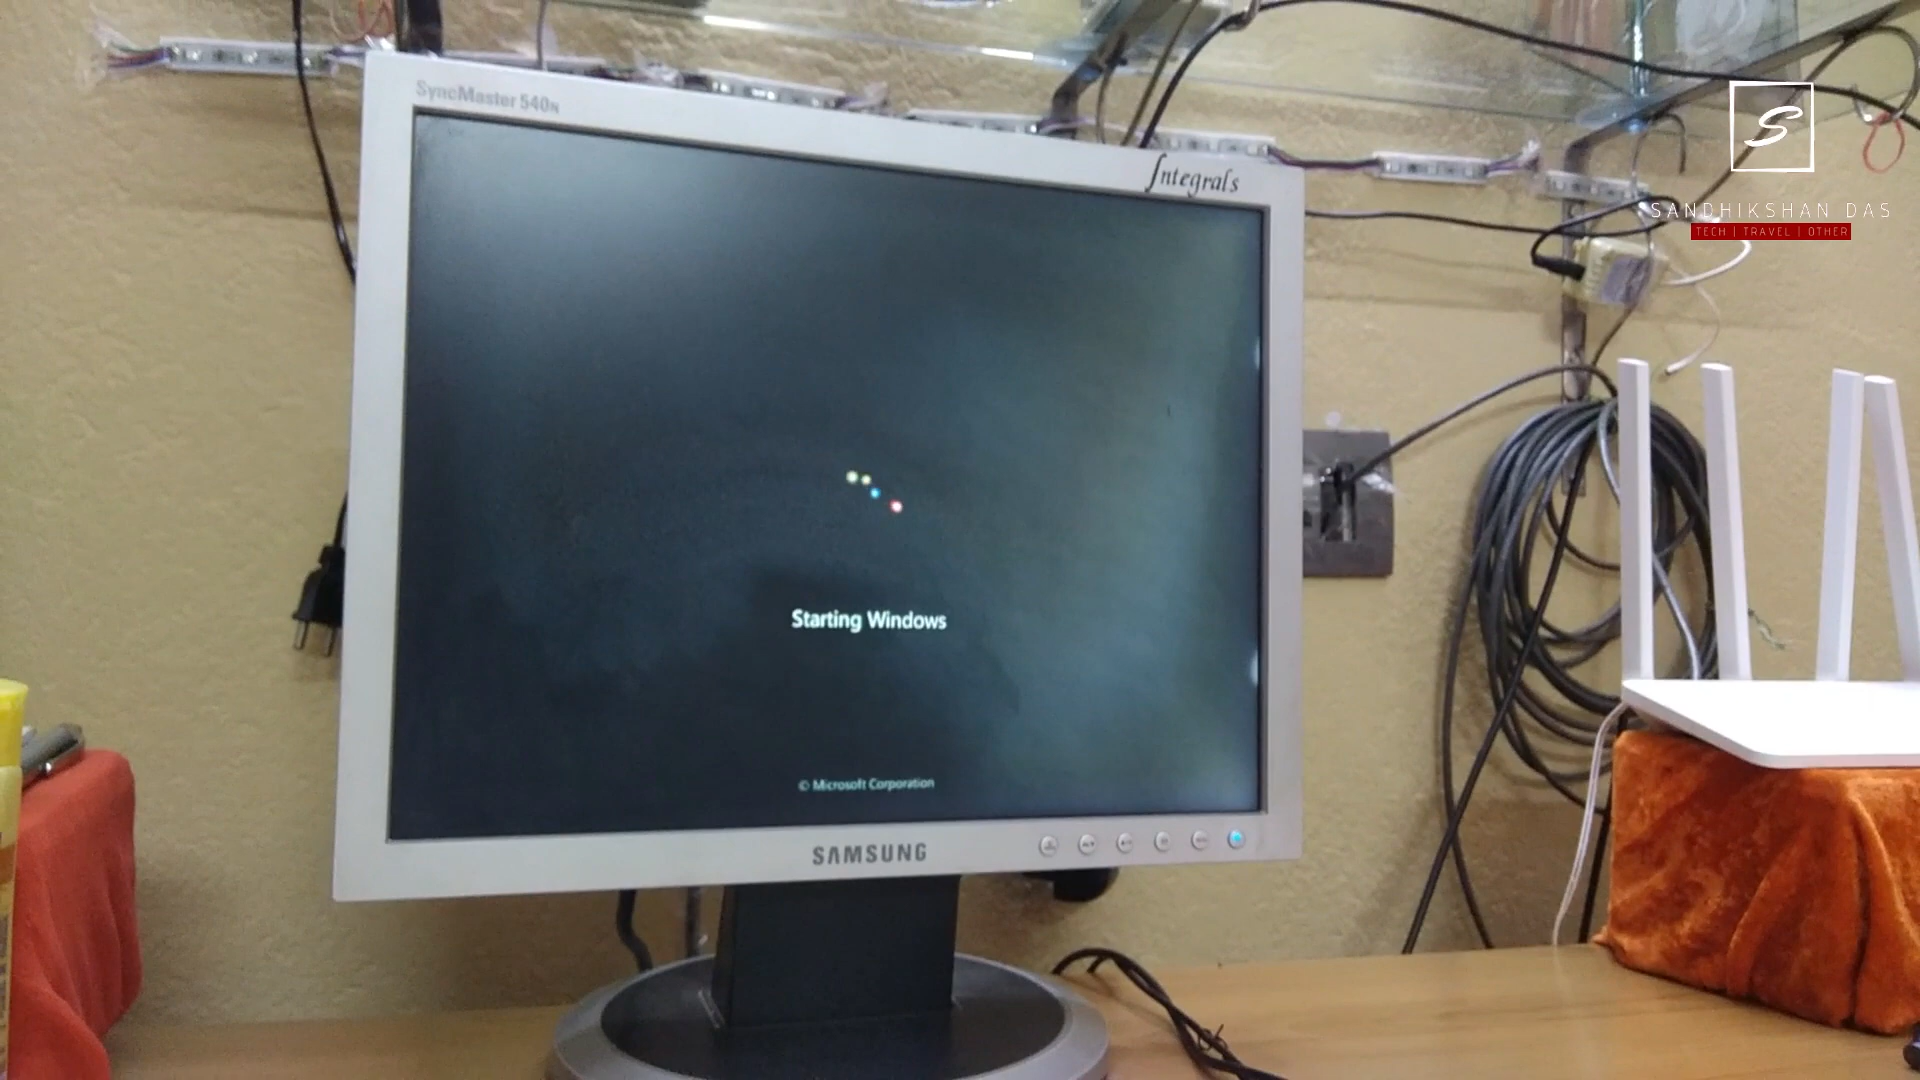 SyncMaster 540N
Integrals
S
SANDHIKSHAN DAS
TECH | TRAVEL | OTHER
Starting Windows
© Microsoft Corporation
SAMSUNG